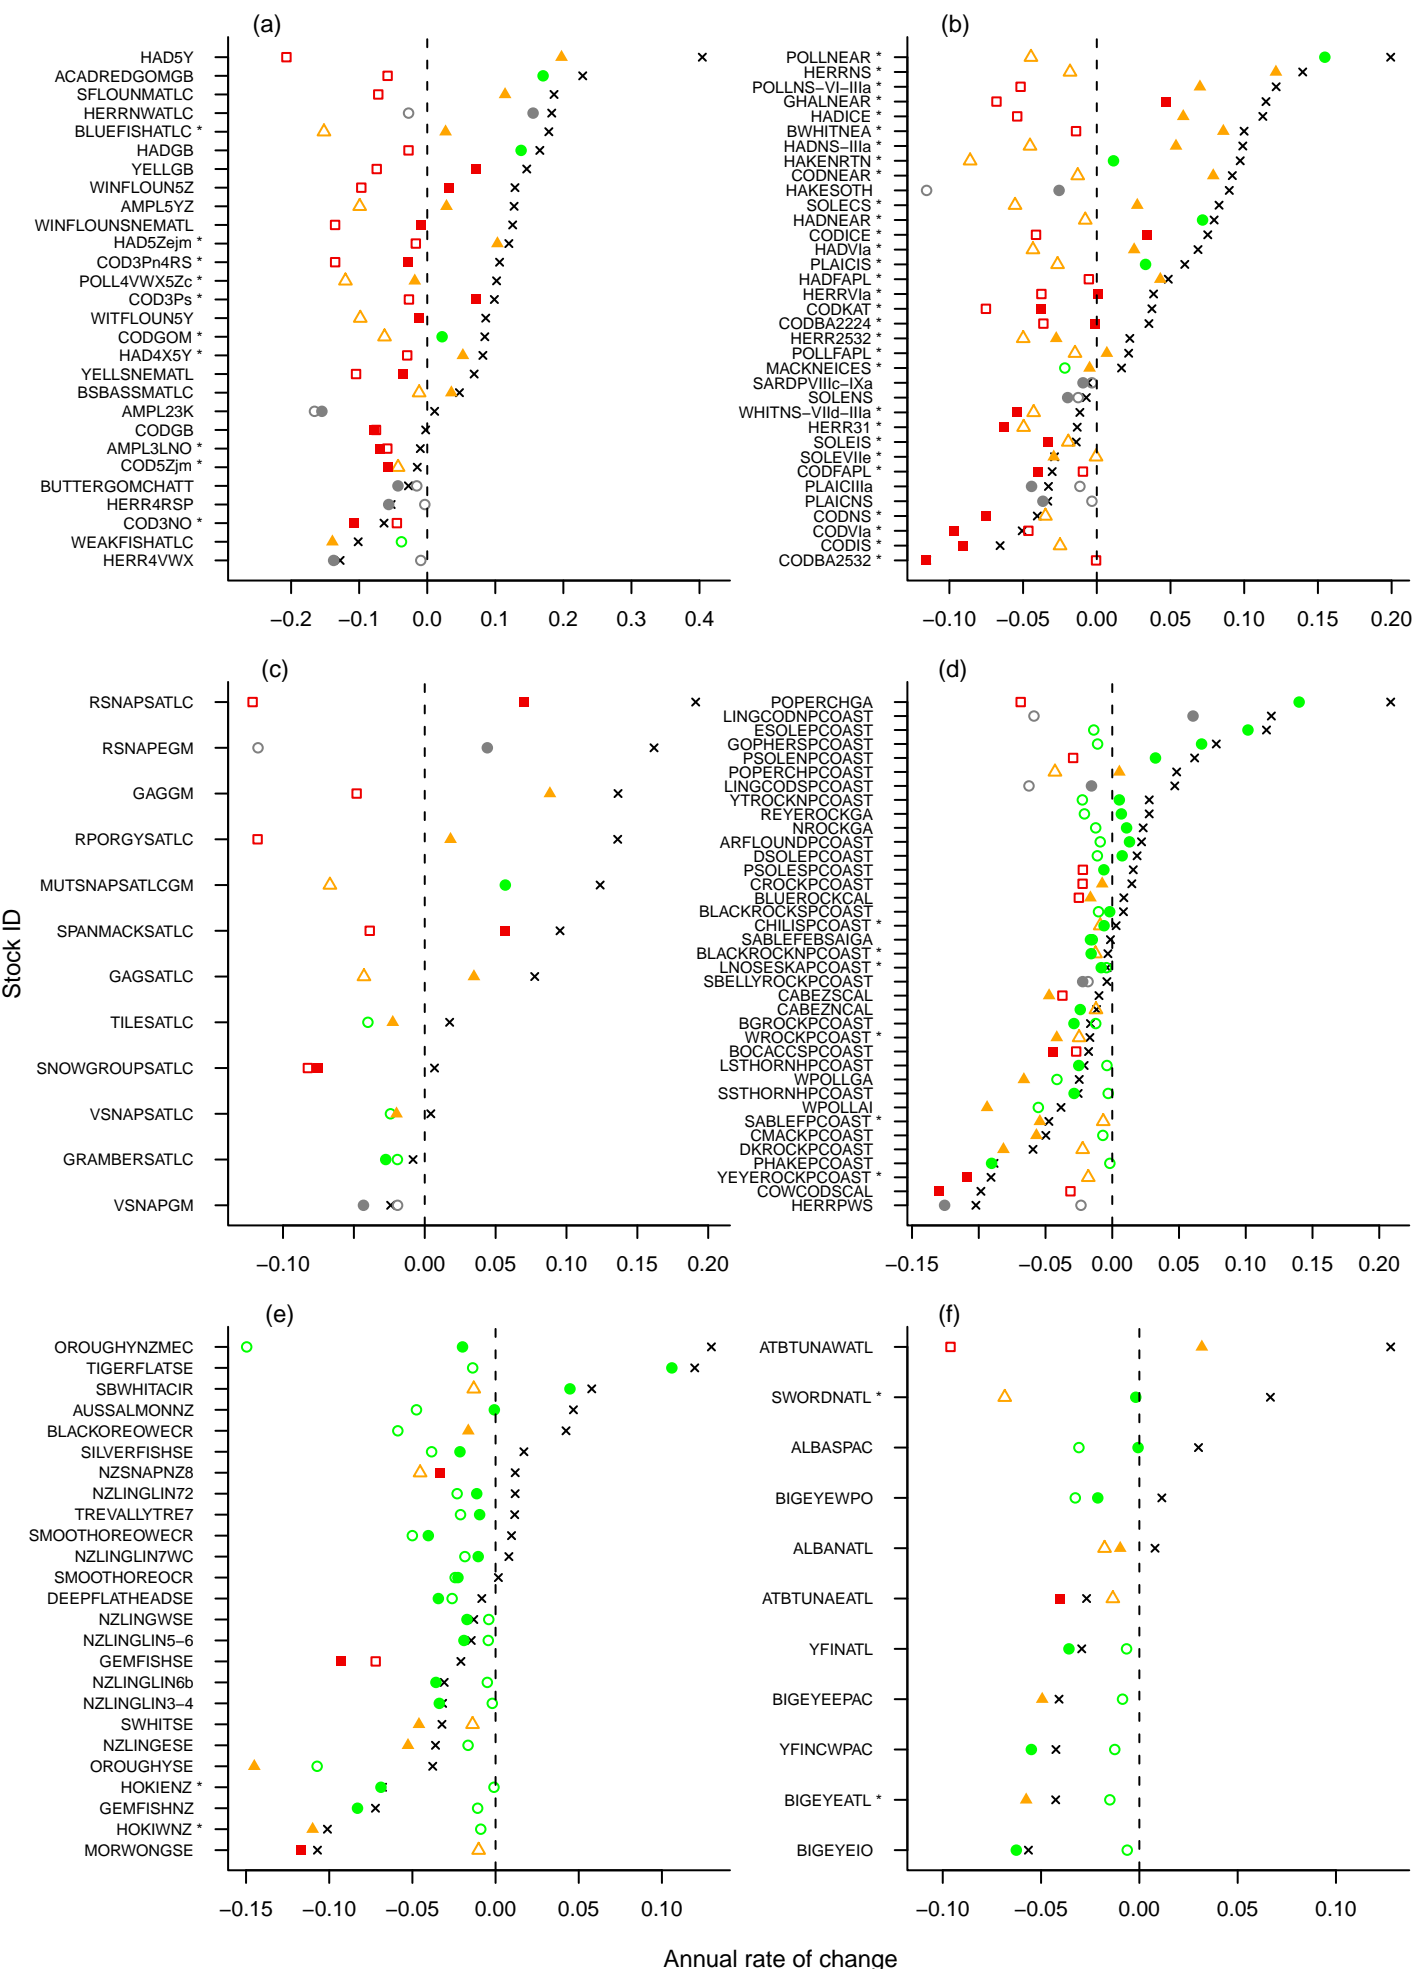 (a)
HAD5Y
ACADREDGOMGB
SFLOUNMATLC
HERRNWATLC
BLUEFISHATLC *
HADGB
YELLGB
WINFLOUN5Z
AMPL5YZ
WINFLOUNSNEMATL
HAD5Zejm *
COD3Pn4RS *
POLL4VWX5Zc *
COD3Ps *
WITFLOUN5Y
CODGOM *
HAD4X5Y *
YELLSNEMATL
BSBASSMATLC
AMPL23K
CODGB
AMPL3LNO *
COD5Zjm *
BUTTERGOMCHATT
HERR4RSP
COD3NO *
WEAKFISHATLC
HERR4VWX
−0.2 −0.1 0.0 0.1 0.2 0.3 0.4
(b)
POLLNEAR *
HERRNS *
POLLNS−VI−IIIa *
GHALNEAR *
HADICE *
BWHITNEA *
HADNS−IIIa *
HAKENRTN *
CODNEAR *
HAKESOTH
SOLECS *
HADNEAR *
CODICE *
HADVIa *
PLAICIS *
HADFAPL *
HERRVIa *
CODKAT *
CODBA2224 *
HERR2532 *
POLLFAPL *
MACKNEICES *
SARDPVIIIc−IXa
SOLENS
WHITNS−VIId−IIIa *
HERR31 *
SOLEIS *
SOLEVIIe *
CODFAPL *
PLAICIIIa
PLAICNS
CODNS *
CODVIa *
CODIS *
CODBA2532 *
−0.10 −0.05 0.00 0.05 0.10 0.15 0.20
(c)
RSNAPSATLC
RSNAPEGM
GAGGM
RPORGYSATLC
MUTSNAPSATLCGM
SPANMACKSATLC
GAGSATLC
TILESATLC
SNOWGROUPSATLC
VSNAPSATLC
GRAMBERSATLC
VSNAPGM
−0.10 0.00 0.05 0.10 0.15 0.20
(d)
POPERCHGA
LINGCODNPCOAST
ESOLEPCOAST
GOPHERSPCOAST
PSOLENPCOAST
POPERCHPCOAST
LINGCODSPCOAST
YTROCKNPCOAST
REYEROCKGA
NROCKGA
ARFLOUNDPCOAST
DSOLEPCOAST
PSOLESPCOAST
CROCKPCOAST
BLUEROCKCAL
BLACKROCKSPCOAST
CHILISPCOAST *
SABLEFEBSAIGA
BLACKROCKNPCOAST *
LNOSESKAPCOAST *
SBELLYROCKPCOAST
CABEZSCAL
CABEZNCAL
BGROCKPCOAST
WROCKPCOAST *
BOCACCSPCOAST
LSTHORNHPCOAST
WPOLLGA
SSTHORNHPCOAST
WPOLLAI
SABLEFPCOAST *
CMACKPCOAST
DKROCKPCOAST
PHAKEPCOAST
YEYEROCKPCOAST *
COWCODSCAL
HERRPWS
−0.15 −0.05 0.00 0.05 0.10 0.15 0.20
(e)
OROUGHYNZMEC
TIGERFLATSE
SBWHITACIR
AUSSALMONNZ
BLACKOREOWECR
SILVERFISHSE
NZSNAPNZ8
NZLINGLIN72
TREVALLYTRE7
SMOOTHOREOWECR
NZLINGLIN7WC
SMOOTHOREOCR
DEEPFLATHEADSE
NZLINGWSE
NZLINGLIN5−6
GEMFISHSE
NZLINGLIN6b
NZLINGLIN3−4
SWHITSE
NZLINGESE
OROUGHYSE
HOKIENZ *
GEMFISHNZ
HOKIWNZ *
MORWONGSE
−0.15 −0.10 −0.05 0.00 0.05 0.10
(f)
ATBTUNAWATL
SWORDNATL *
ALBASPAC
BIGEYEWPO
ALBANATL
ATBTUNAEATL
YFINATL
BIGEYEEPAC
YFINCWPAC
BIGEYEATL *
BIGEYEIO
−0.10 −0.05 0.00 0.05 0.10
Stock ID
Annual rate of change